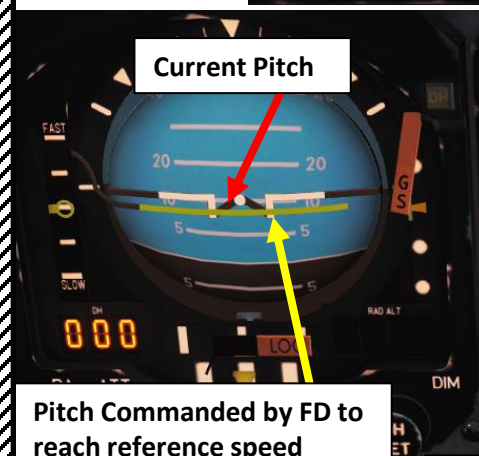 Current Pitch
DH
FAST
20 20
G
S
10 10
5 5
SLOW
5 5
DH
RAD ALT
000
LOC
DIM
Pitch Commanded by FD to
reach reference speed